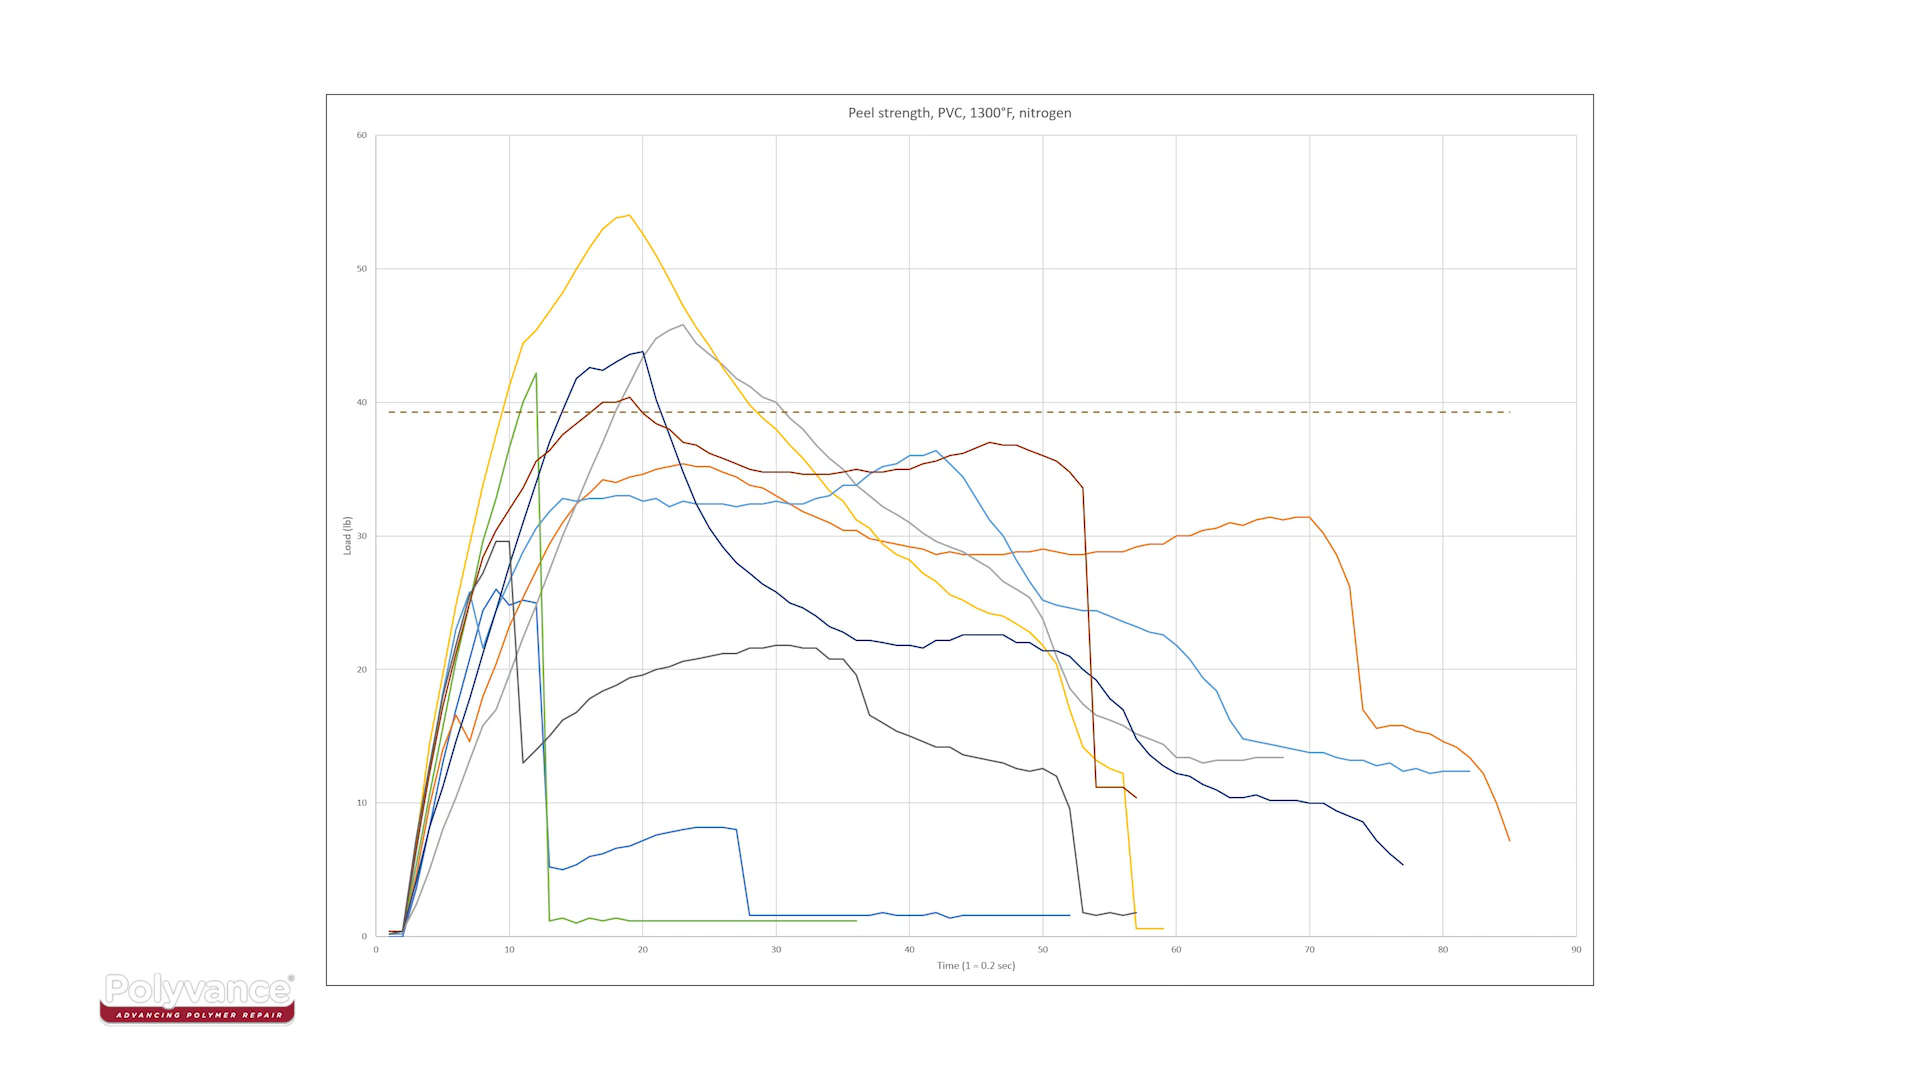 Peel strength, PVC, 1300°F, nitrogen
60
50
40
30
20
10
0
Load (lb)
0 10 20 30 40 50 60 70 80 90
Time (1 = 0.2 sec)
Polyvance®
ADVANCING POLYMER REPAIR